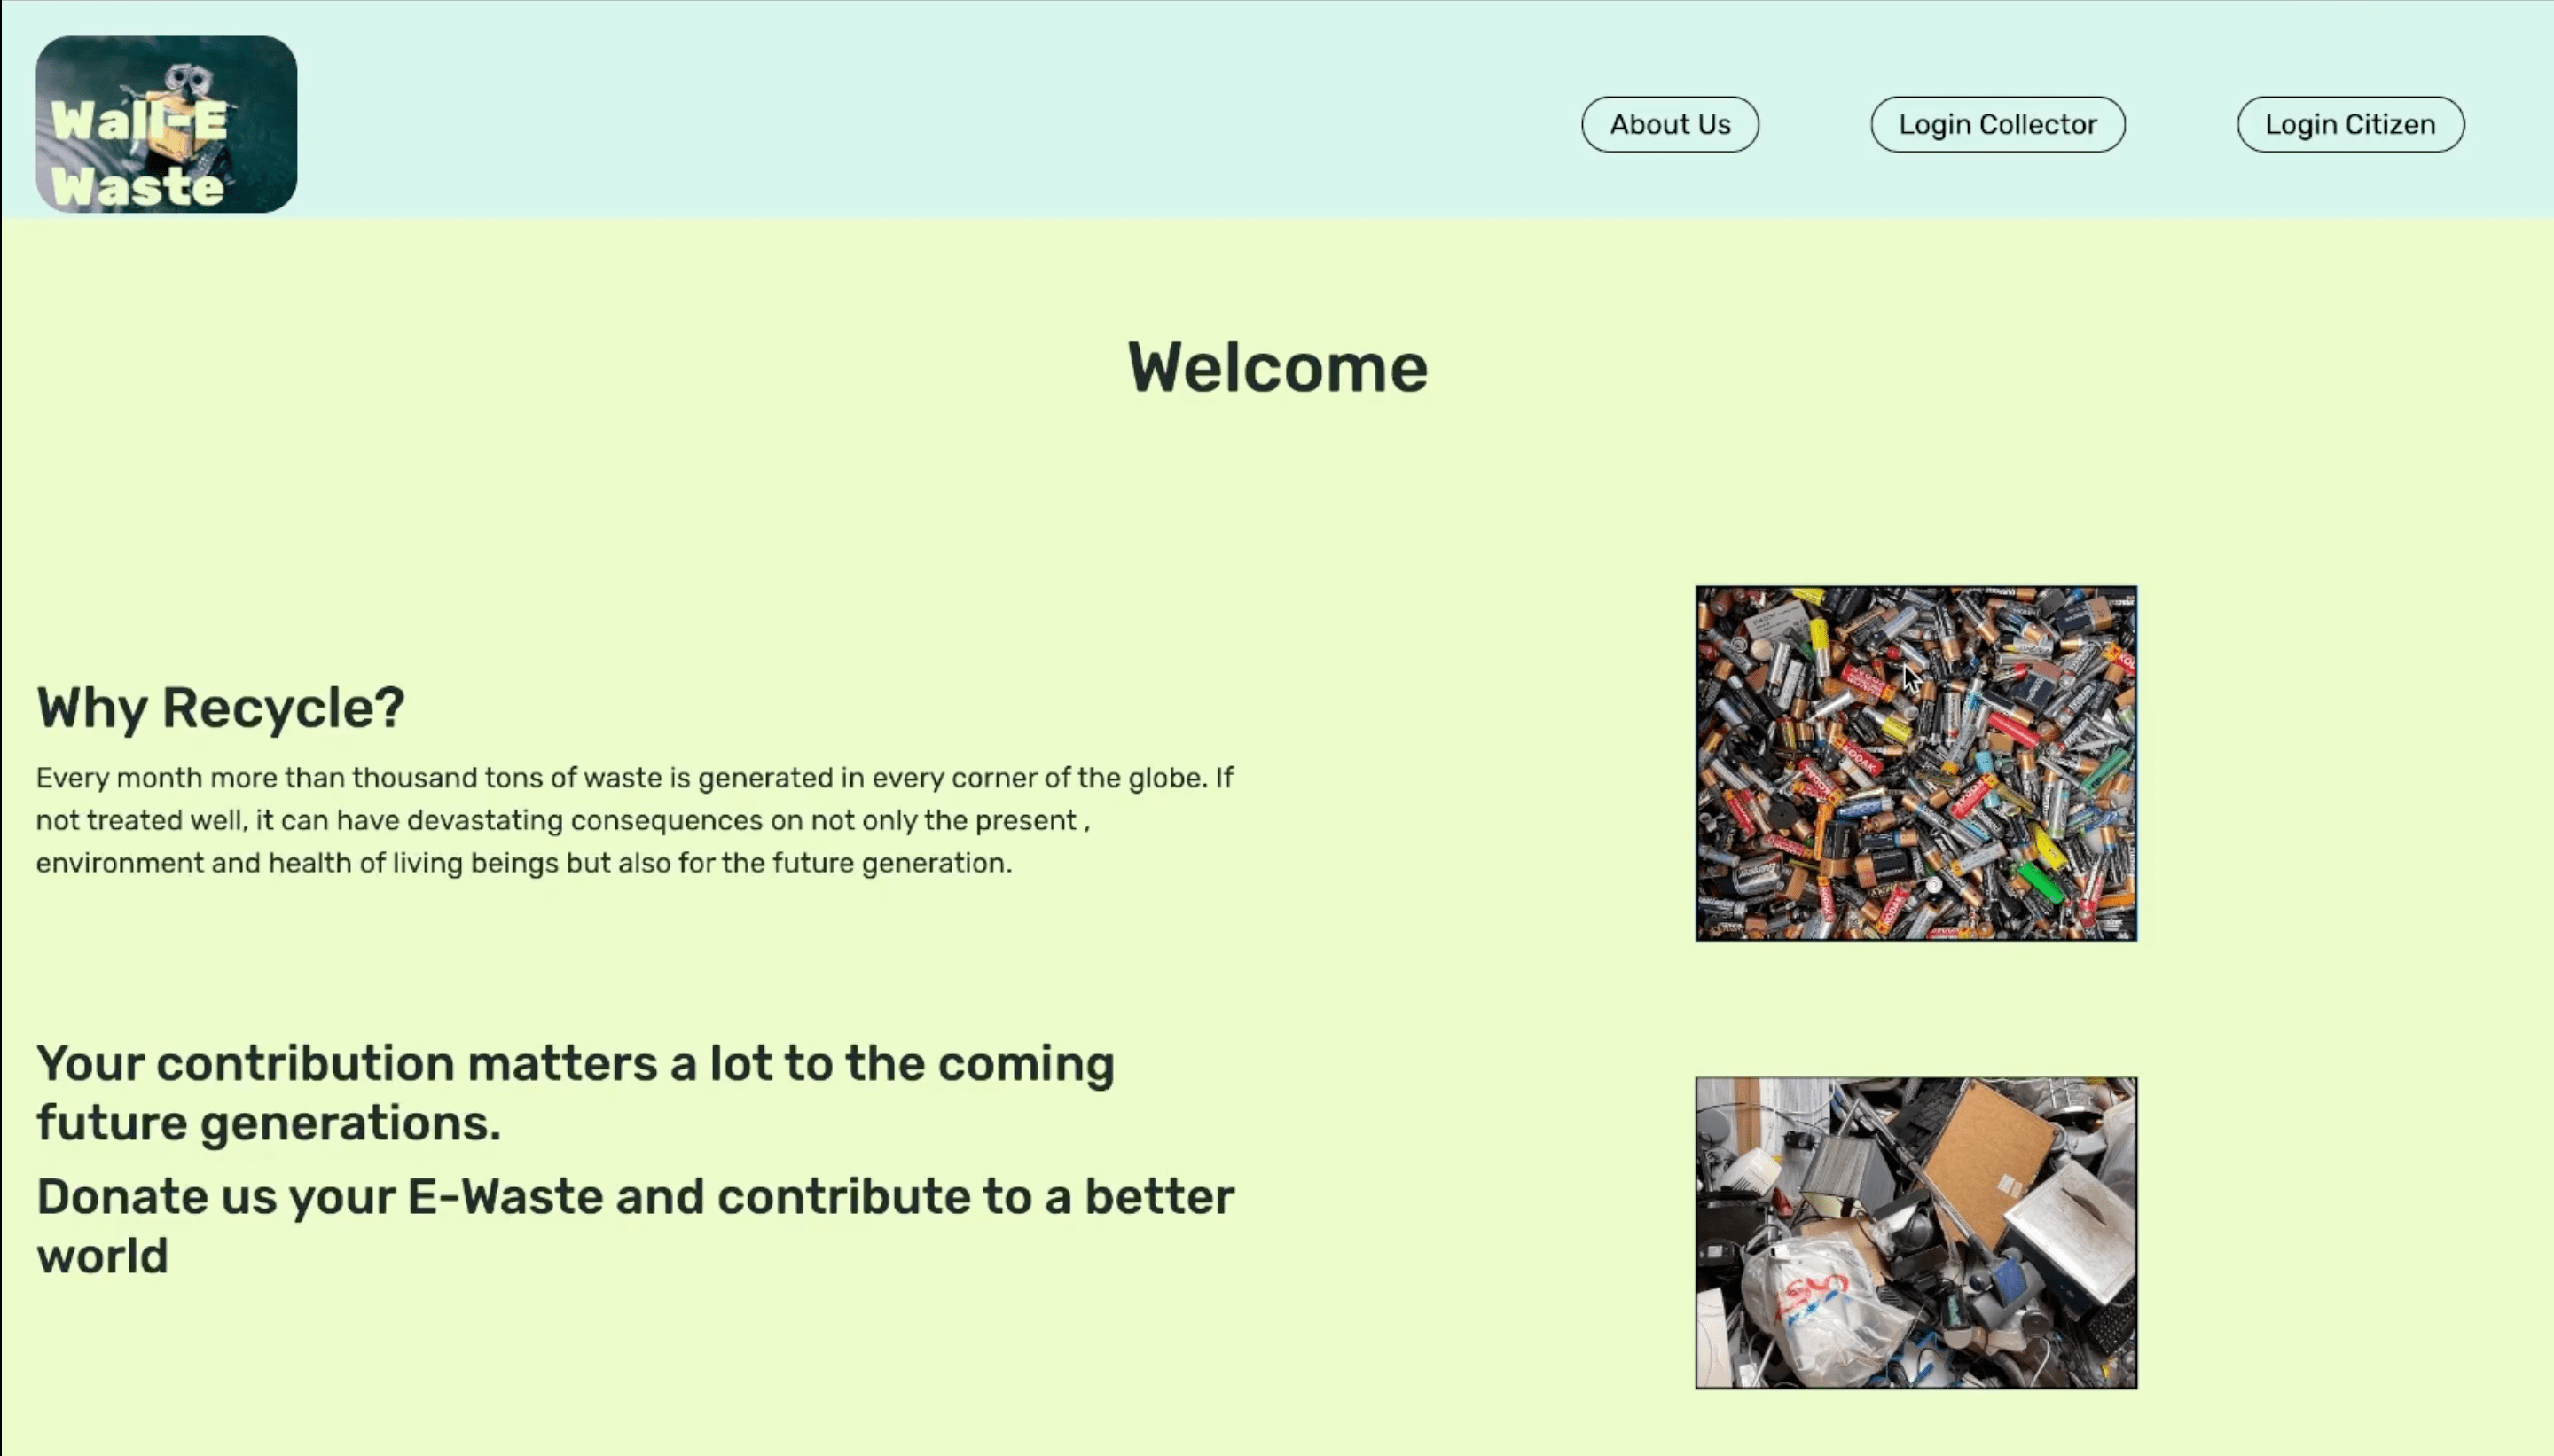 Wall-E
Waste
About Us
Login Collector
Login Citizen
Welcome
Why Recycle?
Every month more than thousand tons of waste is generated in every corner of the globe. If
not treated well, it can have devastating consequences on not only the present ,
environment and health of living beings but also for the future generation.
KODAK
KODAK
KODAK
Your contribution matters a lot to the coming
future generations.
Donate us your E-Waste and contribute to a better
world